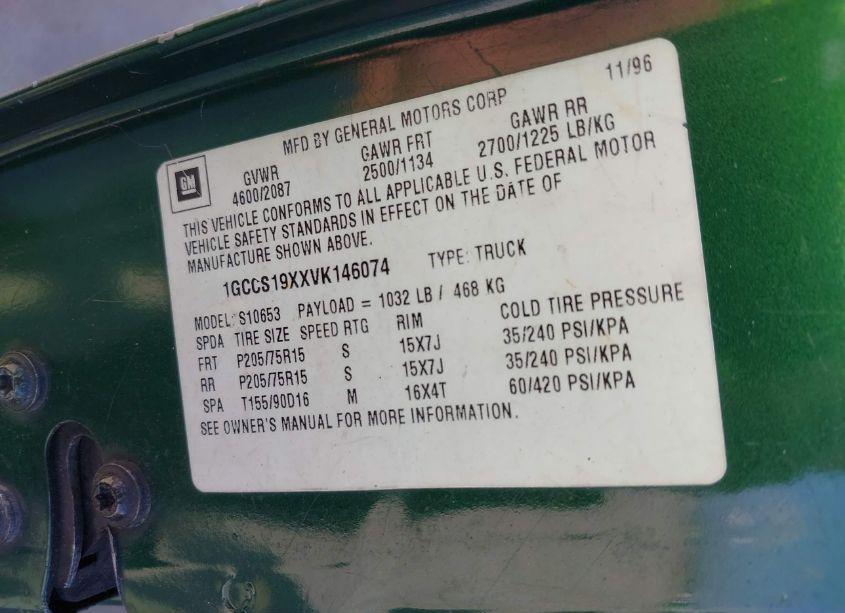 11/96
MFD BY GENERAL MOTORS CORP
GM
GVWR GAWR FRT GAWR RR
4600/2087 2500/1134 2700/1225 LB/KG
THIS VEHICLE CONFORMS TO ALL APPLICABLE U.S. FEDERAL MOTOR
VEHICLE SAFETY STANDARDS IN EFFECT ON THE DATE OF
MANUFACTURE SHOWN ABOVE.
1GCCS19XXVK146074 TYPE: TRUCK
MODEL: S10653 PAYLOAD = 1032 LB / 468 KG
SPDA TIRE SIZE SPEED RTG RIM COLD TIRE PRESSURE
FRT P205/75R15 S 15X7J 35/240 PSI/KPA
RR P205/75R15 S 15X7J 35/240 PSI/KPA
SPA T155/90D16 M 16X4T 60/420 PSI/KPA
SEE OWNER'S MANUAL FOR MORE INFORMATION.